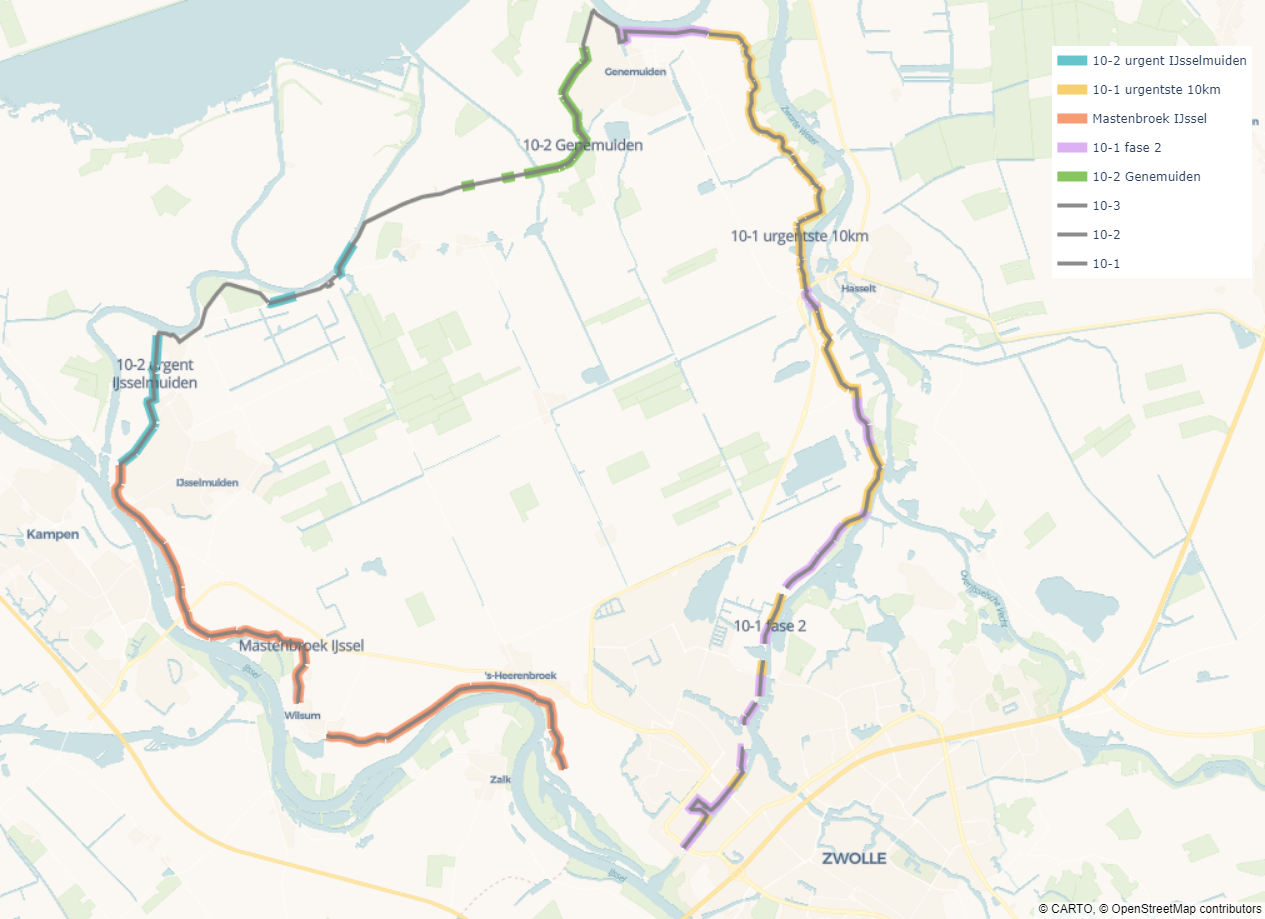 Genemuiden
10-2 urgent IJsselmuiden
10-1 urgentste 10km
Mastenbroek IJssel
10-1 fase 2
10-2 Genemuiden
10-3
10-2
10-1
Zwarte Water
10-2 Genemuiden
10-1 urgentste 10km
Hasselt
10-2 urgent
IJsselmuiden
IJsselmuiden
Kampen
Overijsselsche Vecht
10-1 fase 2
Mastenbroek IJssel
IJssel
's-Heerenbroek
Wilsum
Zalk
ZWOLLE
IJssel
© CARTO, © OpenStreetMap contributors